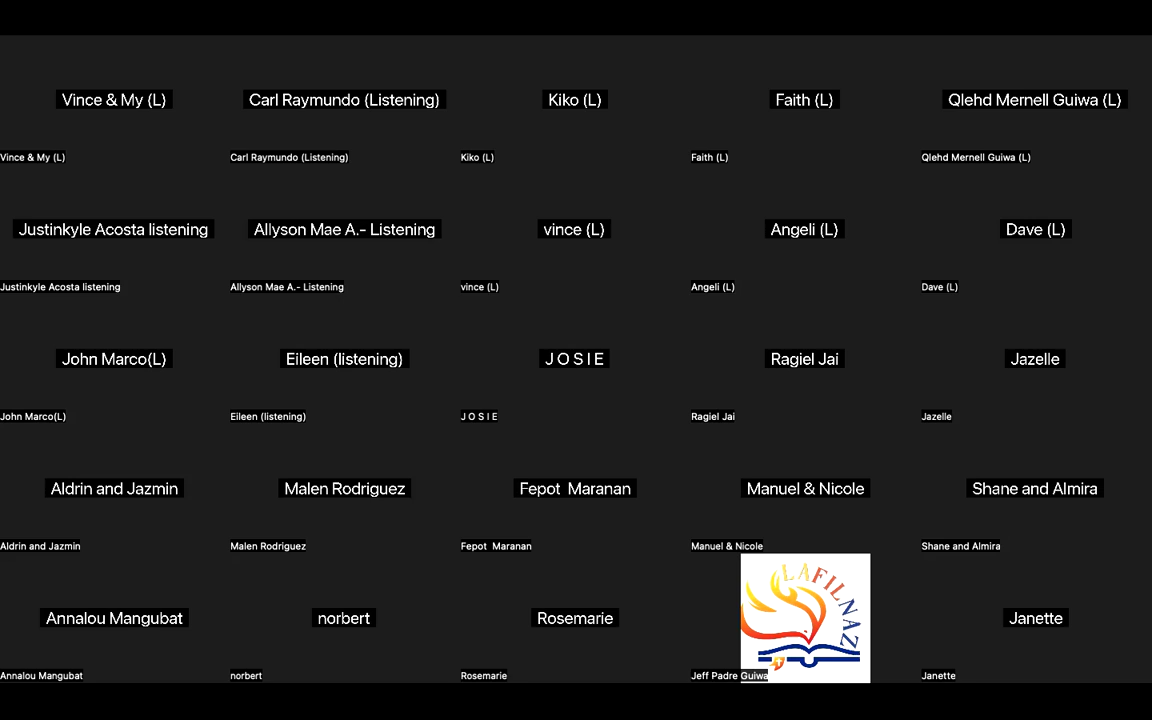 Vince & My (L)
Carl Raymundo (Listening)
Kiko (L)
Faith (L)
Qlehd Mernell Guiwa (L)
Vince & My (L)
Carl Raymundo (Listening)
Kiko (L)
Faith (L)
Qlehd Mernell Guiwa (L)
Justinkyle Acosta listening
Allyson Mae A.- Listening
vince (L)
Angeli (L)
Dave (L)
Justinkyle Acosta listening
Allyson Mae A.- Listening
vince (L)
Angeli (L)
Dave (L)
John Marco(L)
Eileen (listening)
J O S I E
Ragiel Jai
Jazelle
John Marco(L)
Eileen (listening)
J O S I E
Ragiel Jai
Jazelle
Aldrin and Jazmin
Malen Rodriguez
Fepot  Maranan
Manuel & Nicole
Shane and Almira
Aldrin and Jazmin
Malen Rodriguez
Fepot  Maranan
Manuel & Nicole
Shane and Almira
Annalou Mangubat
norbert
Rosemarie
LAFILNAZ
Janette
Annalou Mangubat
norbert
Rosemarie
Jeff Padre Guiwa
Janette